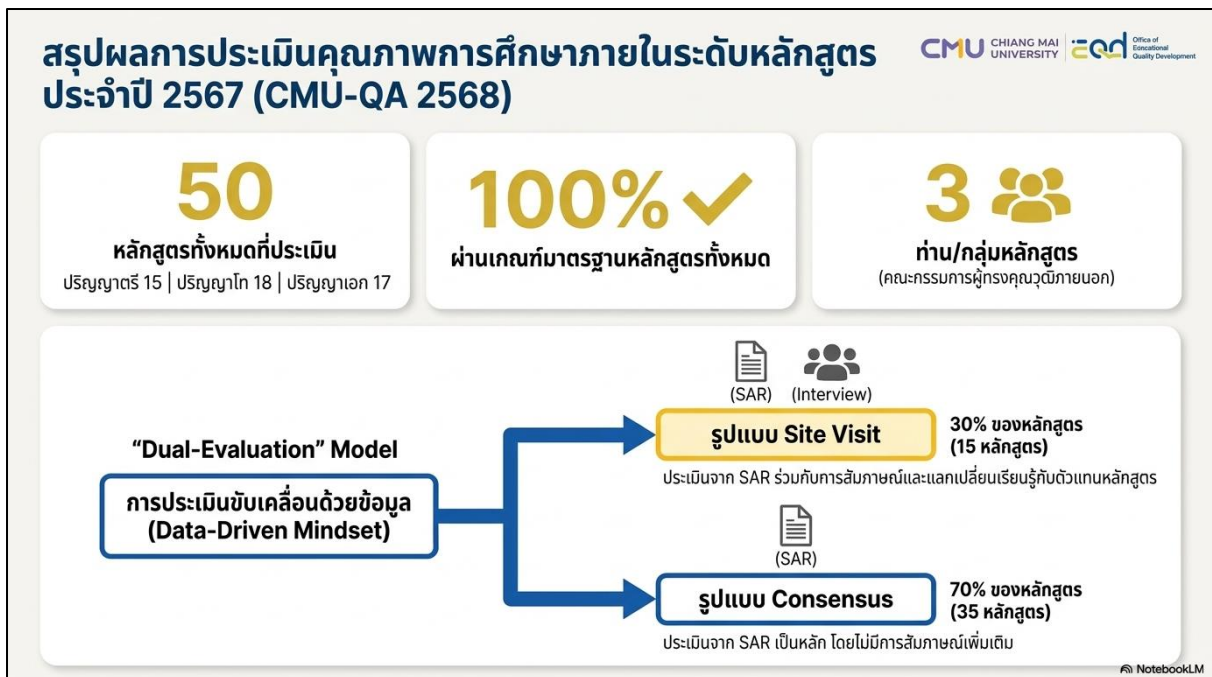 สรุปผลการประเมินคุณภาพการศึกษาภายในระดับหลักสูตร
ประจำปี 2567 (CMU-QA 2568)
CMU CHIANG MAI UNIVERSITY
EQD Office of Educational Quality Development
50
หลักสูตรทั้งหมดที่ประเมิน
ปริญญาตรี 15 | ปริญญาโท 18 | ปริญญาเอก 17
100%
ผ่านเกณฑ์มาตรฐานหลักสูตรทั้งหมด
3
ท่าน/กลุ่มหลักสูตร
(คณะกรรมการผู้ทรงคุณวุฒิภายนอก)
"Dual-Evaluation" Model
การประเมินขับเคลื่อนด้วยข้อมูล
(Data-Driven Mindset)
(SAR) (Interview)
รูปแบบ Site Visit
30% ของหลักสูตร
(15 หลักสูตร)
ประเมินจาก SAR ร่วมกับการสัมภาษณ์และแลกเปลี่ยนเรียนรู้กับตัวแทนหลักสูตร
(SAR)
รูปแบบ Consensus
70% ของหลักสูตร
(35 หลักสูตร)
ประเมินจาก SAR เป็นหลัก โดยไม่มีการสัมภาษณ์เพิ่มเติม
NotebookLM